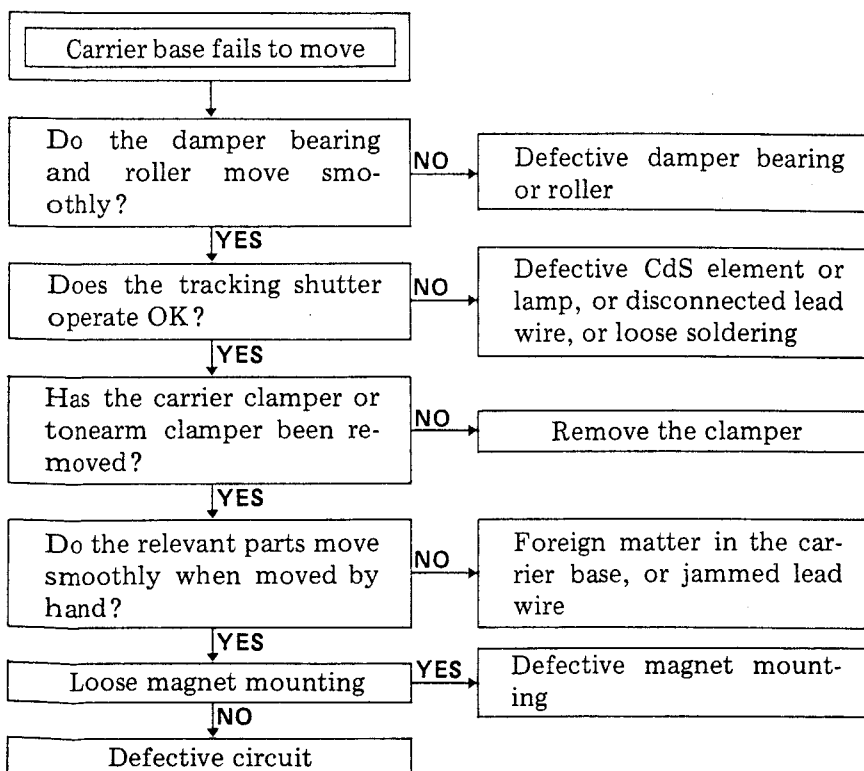 Carrier base fails to move
Do the damper bearing
and roller move smo-
othly?
NO
Defective damper bearing
or roller
YES
Does the tracking shutter
operate OK?
NO
Defective CdS element or
lamp, or disconnected lead
wire, or loose soldering
YES
Has the carrier clamper or
tonearm clamper been re-
moved?
NO
Remove the clamper
YES
Do the relevant parts move
smoothly when moved by
hand?
NO
Foreign matter in the car-
rier base, or jammed lead
wire
YES
Loose magnet mounting
YES
Defective magnet mount-
ing
NO
Defective circuit